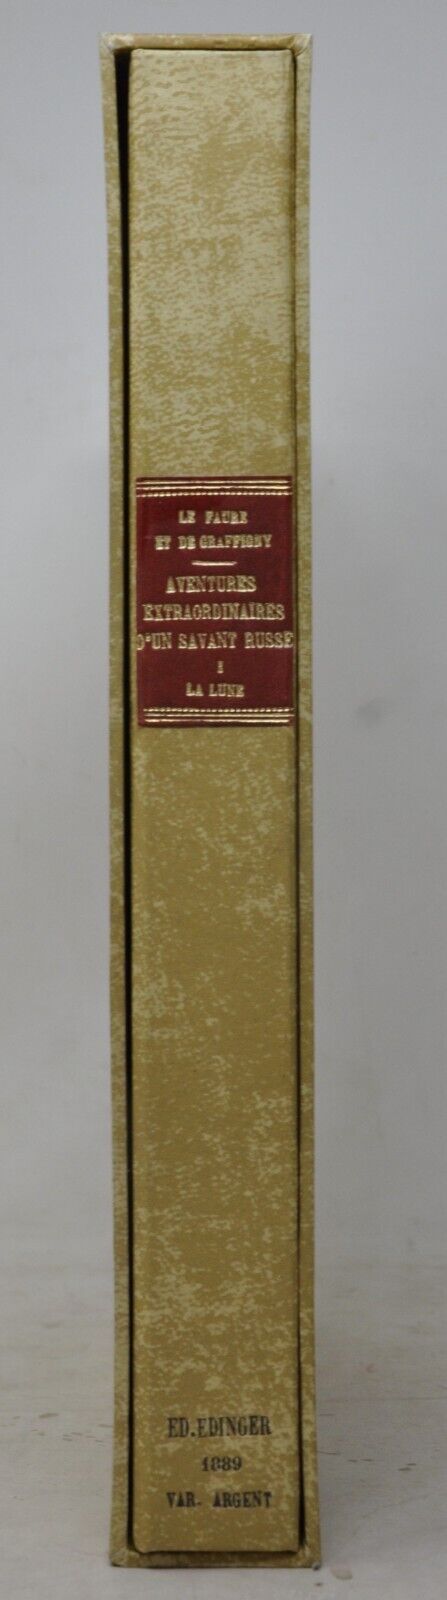 LE FAURE
ET DE GRAFFIGNY
AVENTURES
EXTRAORDINAIRES
D'UN SAVANT RUSSE
I
LA LUNE
ED. EDINGER
1889
VAR. ARGENT